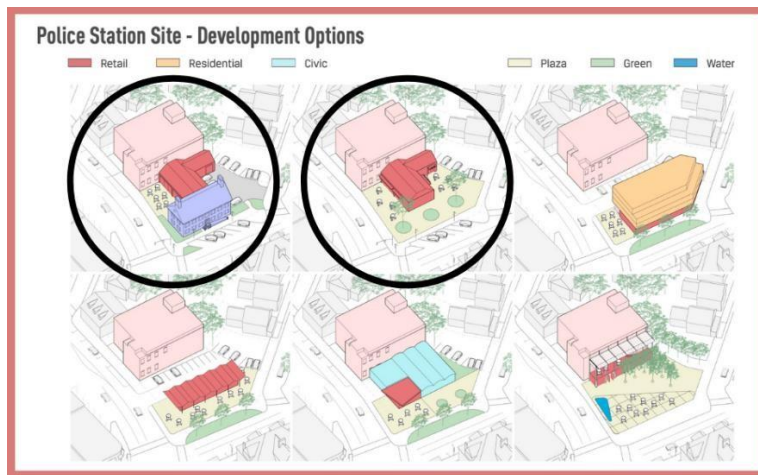 Police Station Site - Development Options
Retail Residential Civic Plaza Green Water